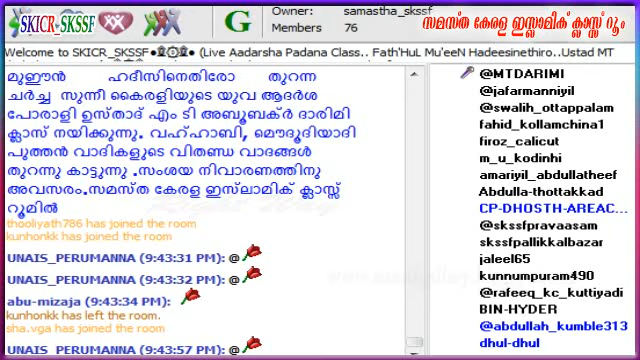 SKICR_SKSSF
G
Owner: samastha_skssf
Members 76
സമസ്ത കേരള ഇസ്ലാമിക് ക്ലാസ്സ് റൂം
Welcome to SKICR_SKSSF (Live Aadarsha Padana Class.. Fath'HuL Mu'eeN Hadeesinethiro..Ustad MT
മുഈൻ ഹദീസിനെതിരോ തുറന്ന
ചർച്ച സുന്നീ കൈരളിയുടെ യുവ ആദർശ
പോരാളി ഉസ്താദ് എം ടി അബൂബക്ർ ദാരിമി
ക്ലാസ് നയിക്കുന്നു. വഹ്ഹാബി, മൌദൂദിയാദി
പുത്തൻ വാദികളുടെ വിതണ്ഡ വാദങ്ങൾ
തുറന്നു കാട്ടുന്നു .സംശയ നിവാരണത്തിനു
അവസരം.സമസ്ത കേരള ഇസ്ലാമിക് ക്ലാസ്സ്
റൂമിൽ
thooliyath786 has joined the room
kunhonkk has joined the room
UNAIS_PERUMANNA (9:43:31 PM): @
UNAIS_PERUMANNA (9:43:32 PM): @
abu-mizaja (9:43:34 PM):
kunhonkk has left the room.
sha.vga has joined the room
UNAIS_PERUMANNA (9:43:57 PM): @
@MTDARIMI
@jafarmanniyil
@swalih_ottappalam
fahid_kollamchina1
firoz_calicut
m_u_kodinhi
amariyil_abdullatheef
Abdulla-thottakkad
CP-DHOSTH-AREAC...
@skssfpravaasam
skssfpallikkalbazar
jaleel65
kunnumpuram490
@rafeeq_kc_kuttiyadi
BIN-HYDER
@abdullah_kumble313
dhul-dhul